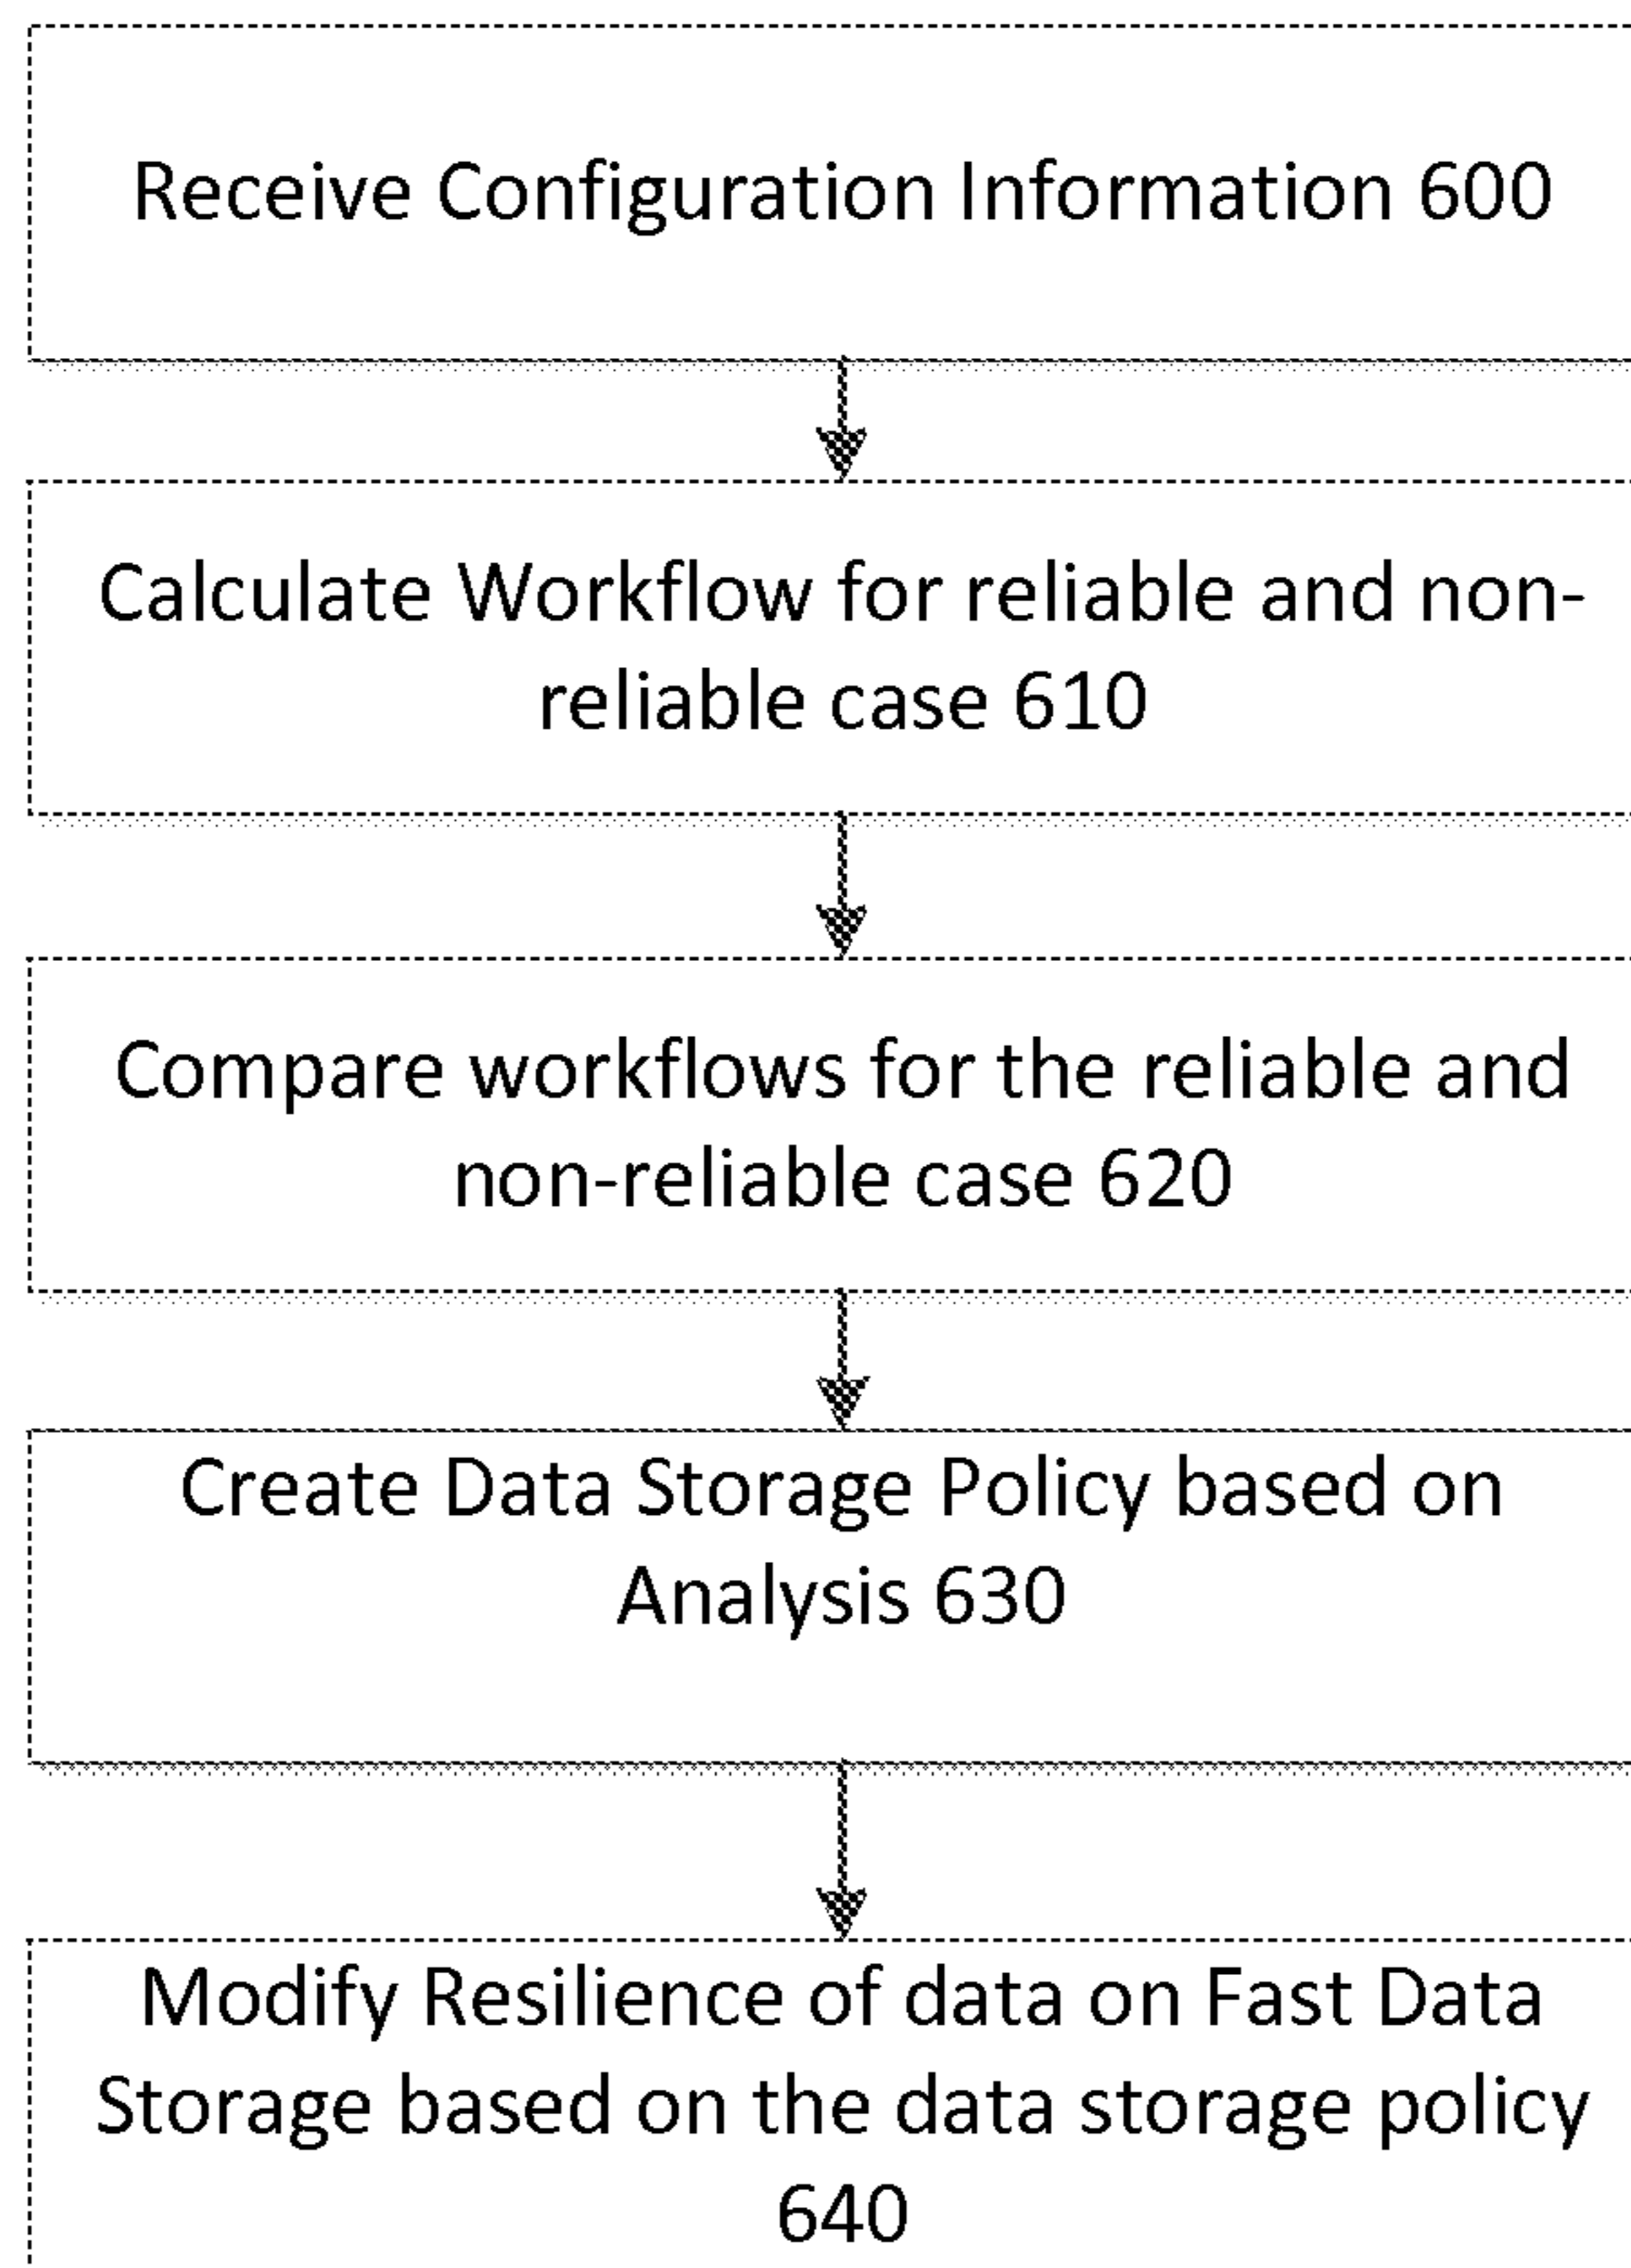 Receive Configuration Information 600
Calculate Workflow for reliable and non-
reliable case 610
Compare workflows for the reliable and
non-reliable case 620
Create Data Storage Policy based on
Analysis 630
Modify Resilience of data on Fast Data
Storage based on the data storage policy
640